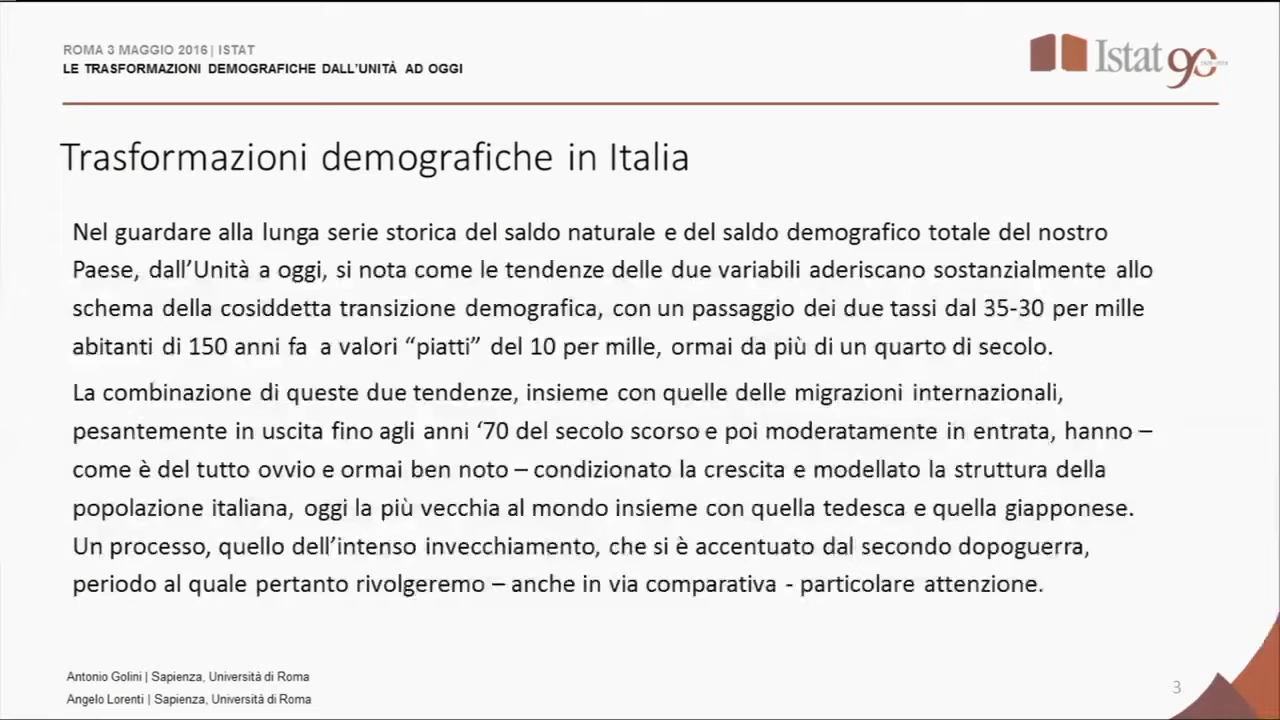 ROMA 3 MAGGIO 2016 | ISTAT
LE TRASFORMAZIONI DEMOGRAFICHE DALL'UNITÀ AD OGGI
Istat 90
Trasformazioni demografiche in Italia
Nel guardare alla lunga serie storica del saldo naturale e del saldo demografico totale del nostro
Paese, dall’Unità a oggi, si nota come le tendenze delle due variabili aderiscano sostanzialmente allo
schema della cosiddetta transizione demografica, con un passaggio dei due tassi dal 35-30 per mille
abitanti di 150 anni fa a valori “piatti” del 10 per mille, ormai da più di un quarto di secolo.
La combinazione di queste due tendenze, insieme con quelle delle migrazioni internazionali,
pesantemente in uscita fino agli anni ‘70 del secolo scorso e poi moderatamente in entrata, hanno –
come è del tutto ovvio e ormai ben noto – condizionato la crescita e modellato la struttura della
popolazione italiana, oggi la più vecchia al mondo insieme con quella tedesca e quella giapponese.
Un processo, quello dell’intenso invecchiamento, che si è accentuato dal secondo dopoguerra,
periodo al quale pertanto rivolgeremo – anche in via comparativa - particolare attenzione.
Antonio Golini | Sapienza, Università di Roma
Angelo Lorenti | Sapienza, Università di Roma
3